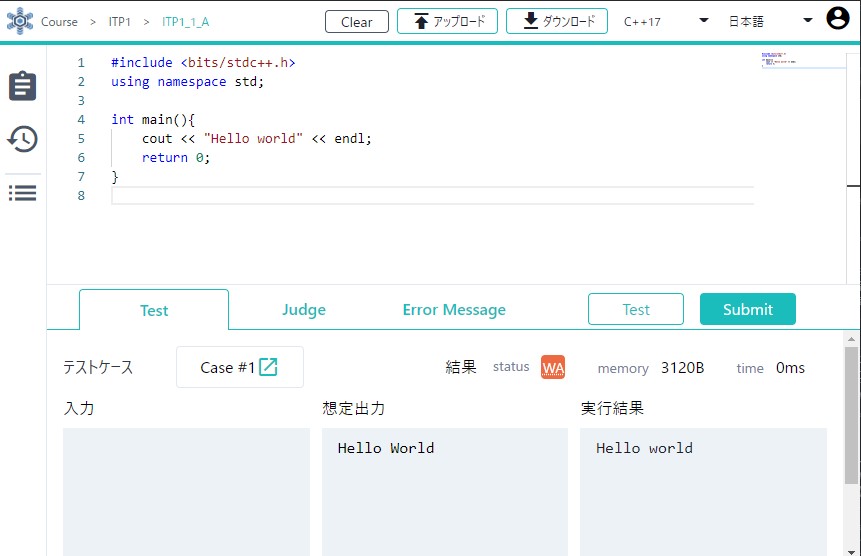 Course > ITP1 > ITP1_1_A Clear アップロード ダウンロード C++17 日本語
1 #include <bits/stdc++.h>
2 using namespace std;
3
4 int main(){
5     cout << "Hello world" << endl;
6     return 0;
7 }
8
Test Judge Error Message Test Submit
テストケース Case #1 結果 status WA memory 3120B time 0ms
入力 想定出力 実行結果
Hello World Hello world